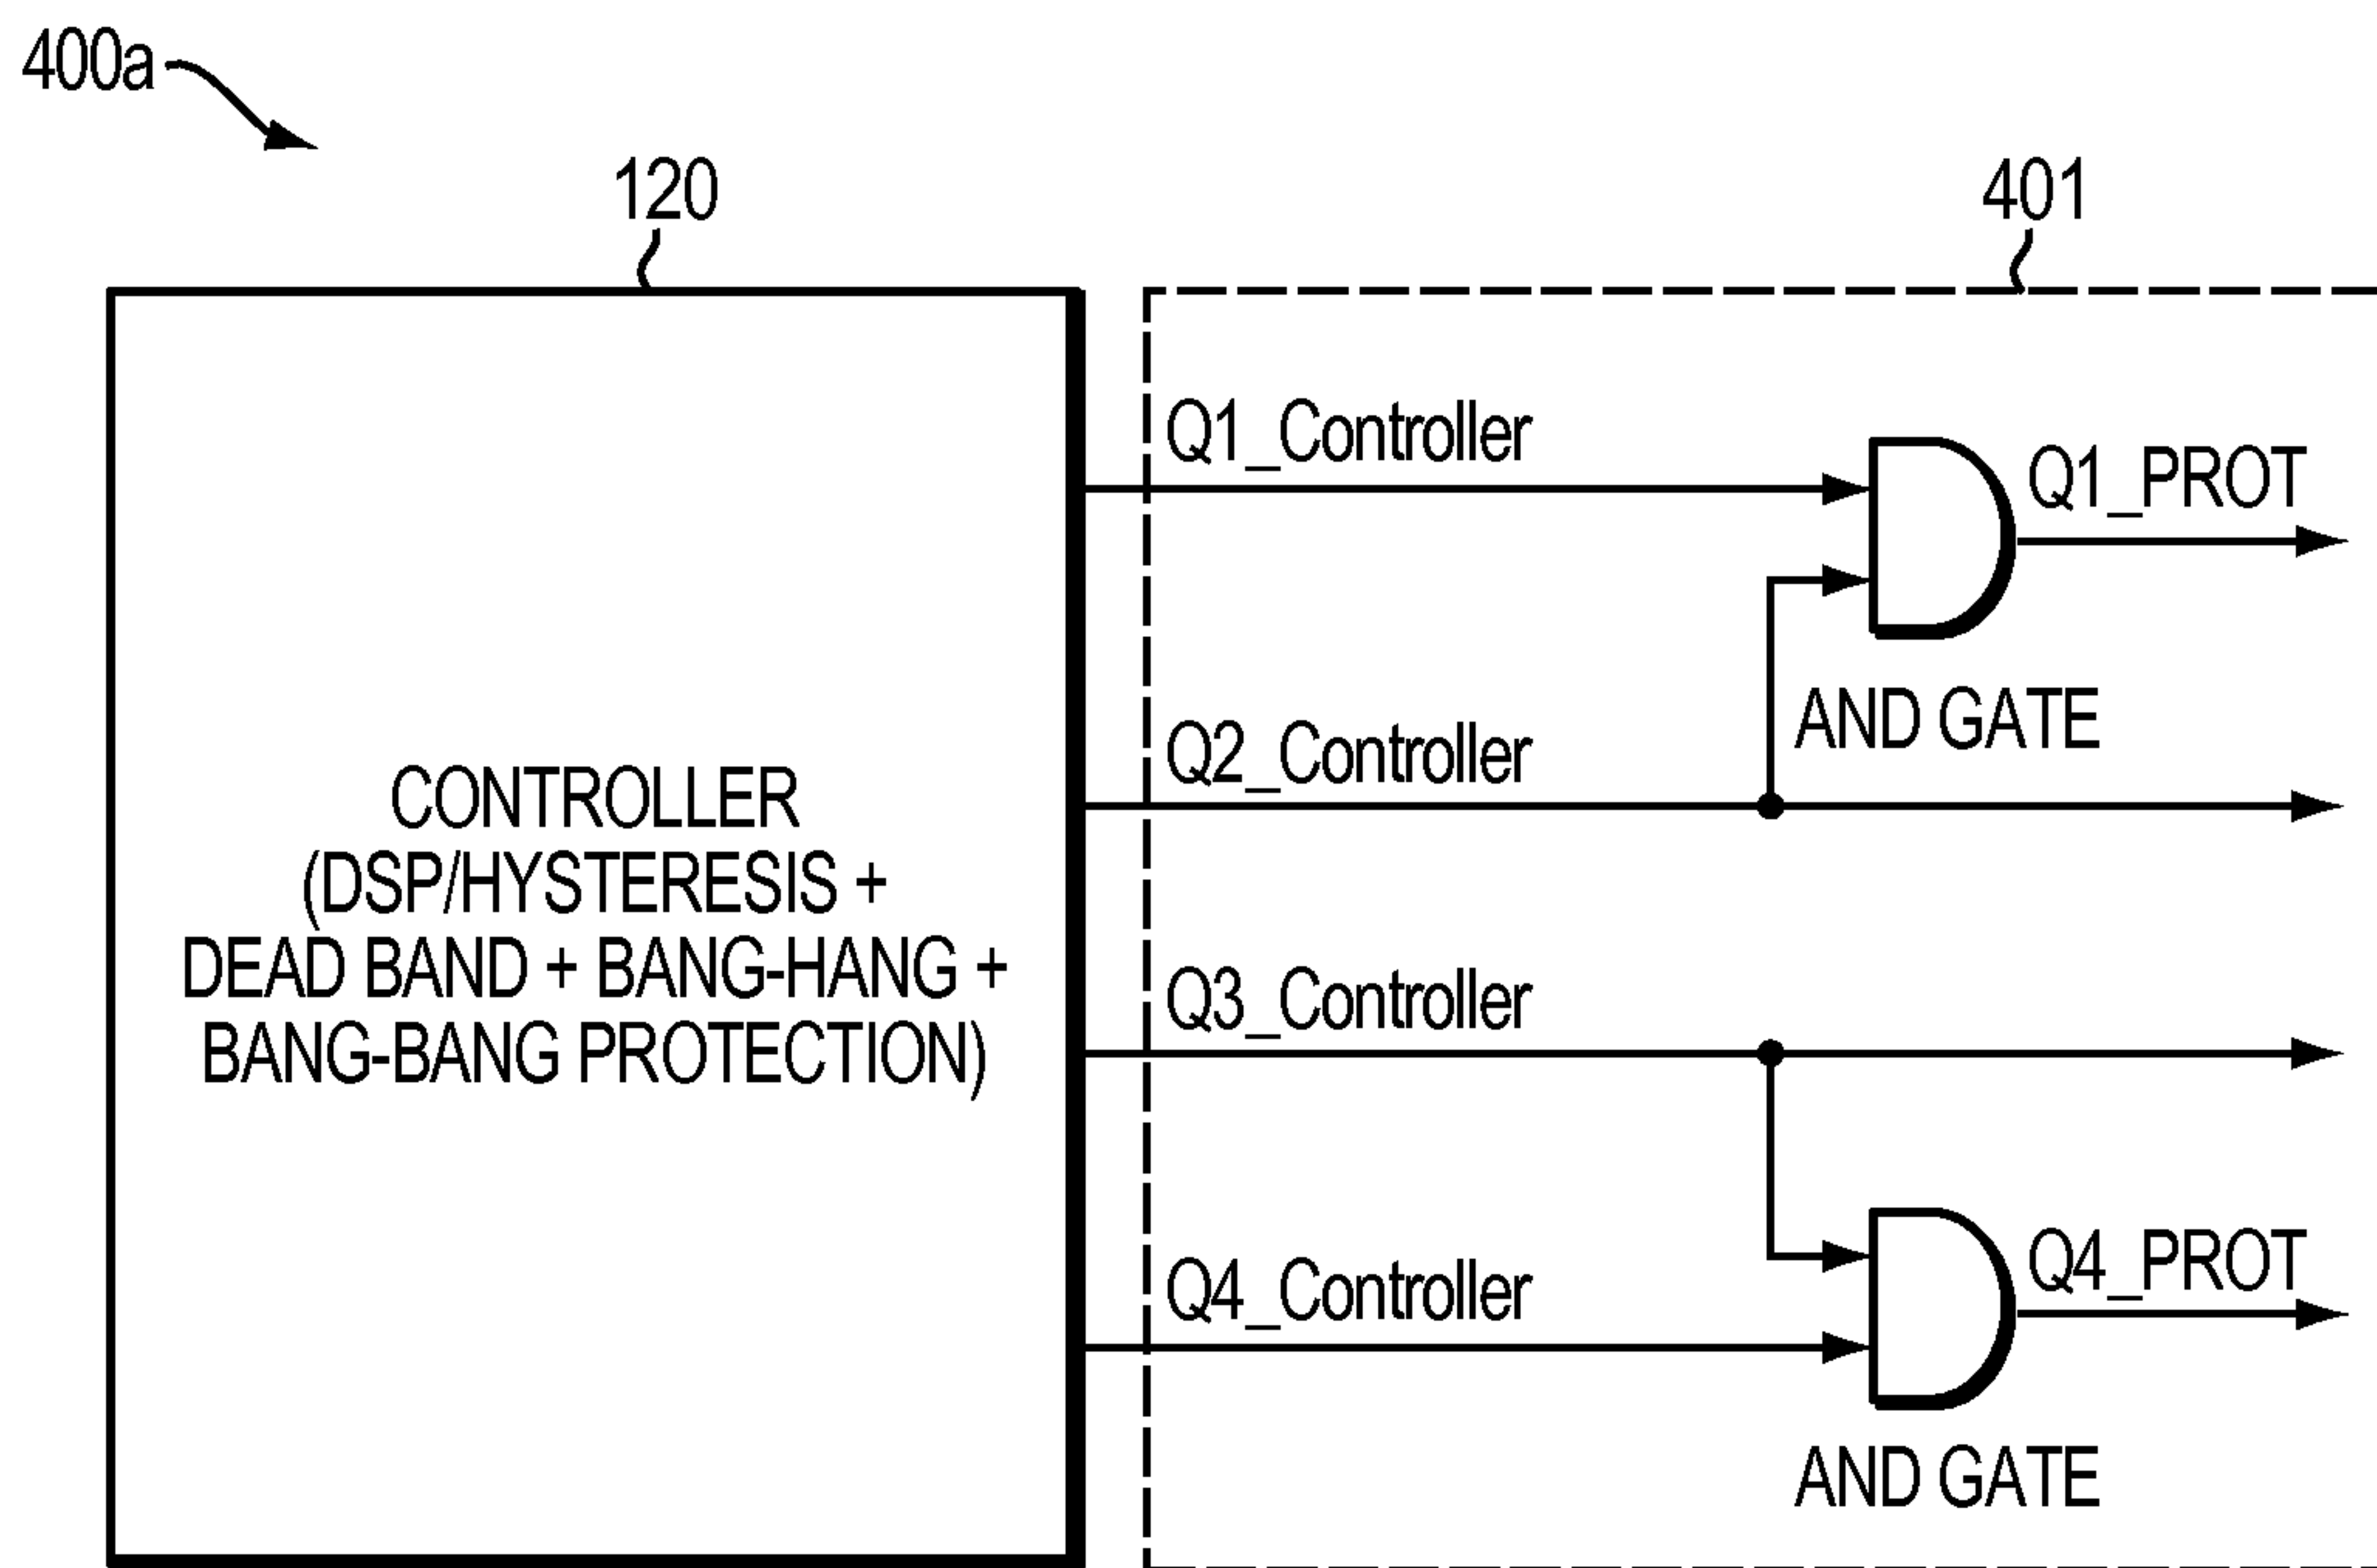 400a
120
401
Q1_Controller
Q1_PROT
AND GATE
Q2_Controller
CONTROLLER
(DSP/HYSTERESIS +
DEAD BAND + BANG-HANG +
BANG-BANG PROTECTION)
Q3_Controller
Q4_Controller
Q4_PROT
AND GATE